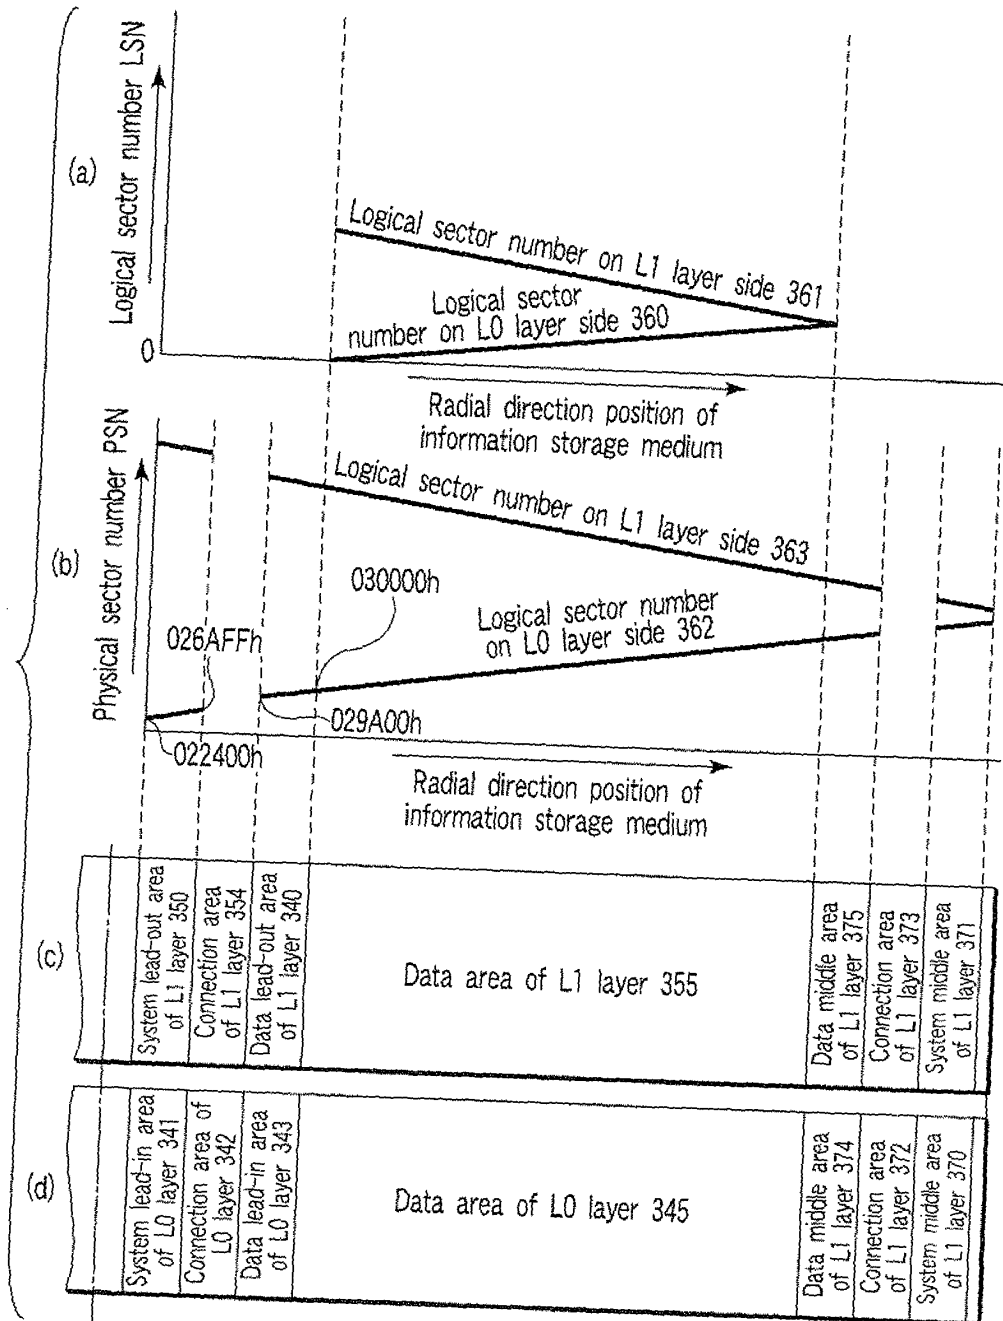 (a)
Logical sector number LSN
0
Logical sector number on L1 layer side 361
Logical sector
number on L0 layer side 360
Radial direction position of
information storage medium
(b)
Physical sector number PSN
Logical sector number on L1 layer side 363
030000h
Logical sector number
on L0 layer side 362
026AFFh
029A00h
022400h
Radial direction position of
information storage medium
(c)
System lead-out area
of L1 layer 350
Connection area
of L1 layer 354
Data lead-out area
of L1 layer 340
Data area of L1 layer 355
Data middle area
of L1 layer 375
Connection area
of L1 layer 373
System middle area
of L1 layer 371
(d)
System lead-in area
of L0 layer 341
Connection area of
L0 layer 342
Data lead-in area
of L0 layer 343
Data area of L0 layer 345
Data middle area
of L1 layer 374
Connection area
of L1 layer 372
System middle area
of L1 layer 370